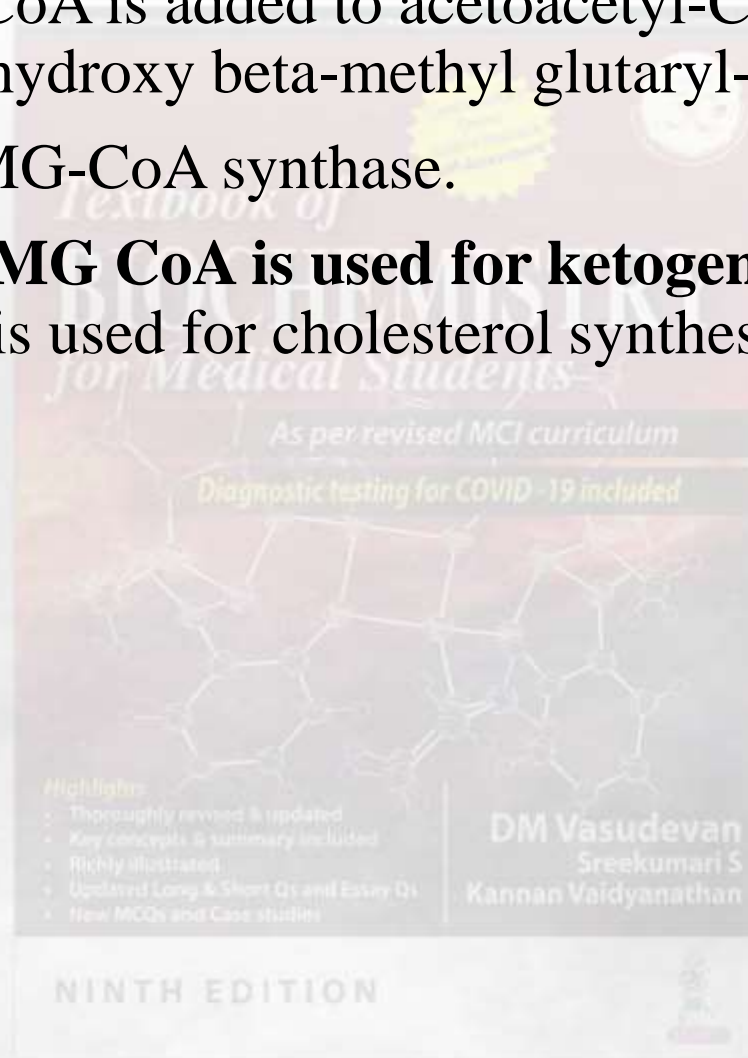 CoA is added to acetoacetyl-C
hydroxy beta-methyl glutaryl-
MG-CoA synthase.
Textbook of
MG CoA is used for ketogen
BIOCHEMISTRY
is used for cholesterol synthes
for Medical Students
As per revised MCI curriculum
Diagnostic testing for COVID-19 included
Highlights
• Thoroughly revised & updated
• Key concepts & summary included
• Richly illustrated
• Updated Long & Short Qs and Essay Qs
• New MCQs and Case studies
DM Vasudevan
Sreekumari S
Kannan Vaidyanathan
NINTH EDITION